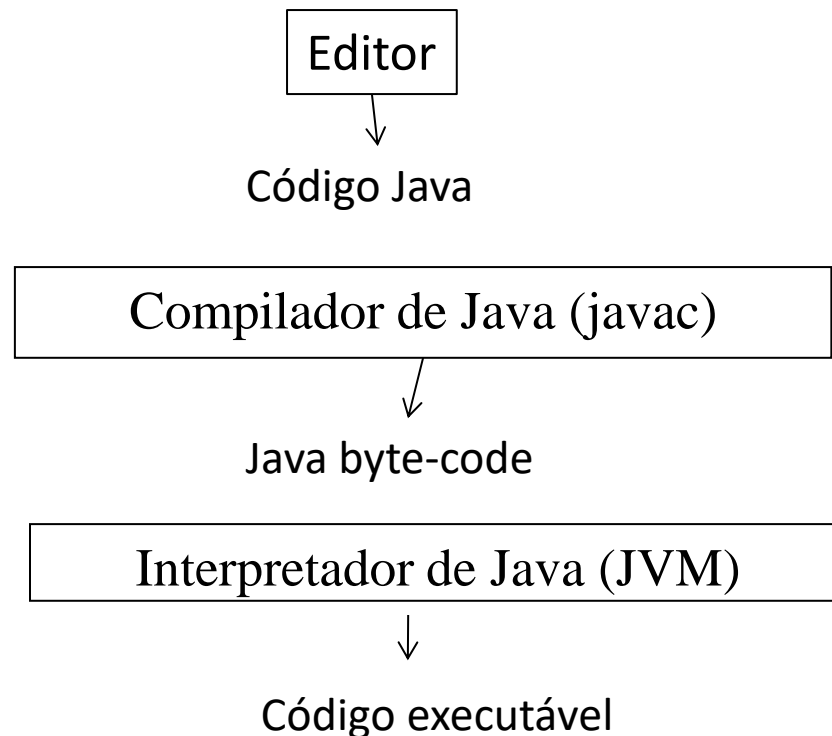 Editor
Código Java
Compilador de Java (javac)
Java byte-code
Interpretador de Java (JVM)
Código executável